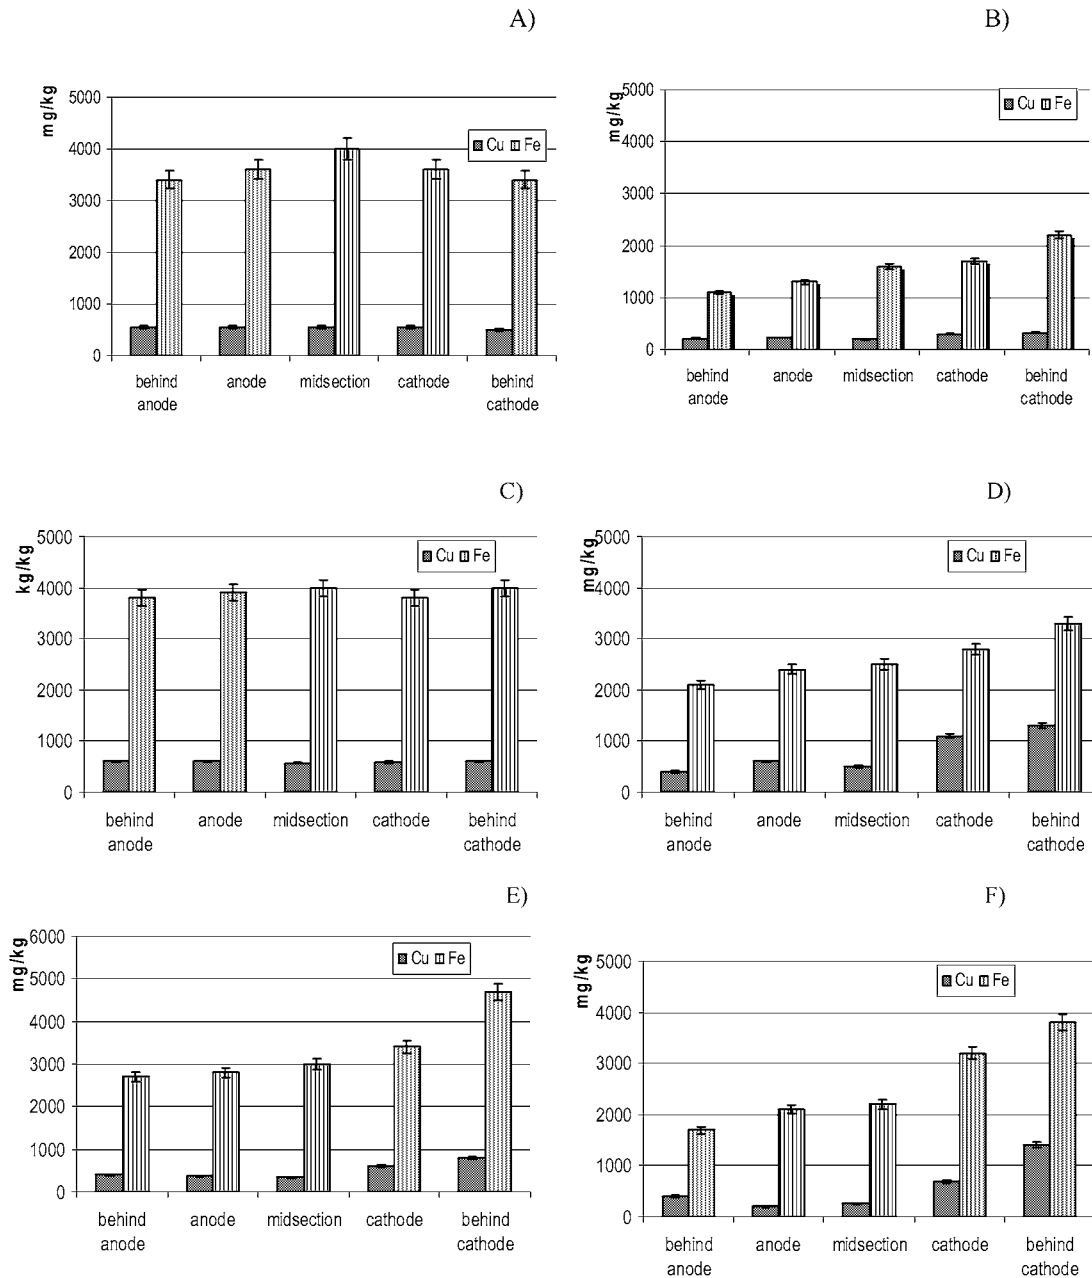 A)
mg/kg
5000
4000
3000
2000
1000
0
Cu Fe
behind anode midsection cathode behind
anode cathode
B)
mg/kg
5000
4000
3000
2000
1000
0
Cu Fe
behind anode midsection cathode behind
anode cathode
C)
kg/kg
5000
4000
3000
2000
1000
0
Cu Fe
behind anode midsection cathode behind
anode cathode
D)
mg/kg
5000
4000
3000
2000
1000
0
Cu Fe
behind anode midsection cathode behind
anode cathode
E)
mg/kg
6000
5000
4000
3000
2000
1000
0
Cu Fe
behind anode midsection cathode behind
anode cathode
F)
mg/kg
5000
4000
3000
2000
1000
0
Cu Fe
behind anode midsection cathode behind
anode cathode